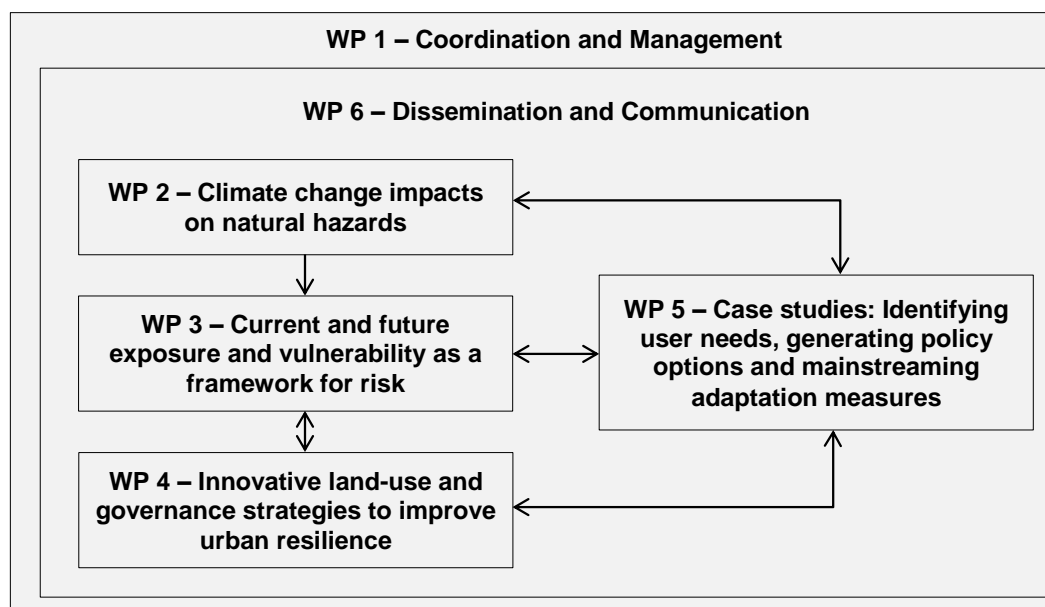 WP 1 – Coordination and Management
WP 6 – Dissemination and Communication
WP 2 – Climate change impacts
on natural hazards
WP 3 – Current and future
exposure and vulnerability as a
framework for risk
WP 5 – Case studies: Identifying
user needs, generating policy
options and mainstreaming
adaptation measures
WP 4 – Innovative land-use and
governance strategies to improve
urban resilience